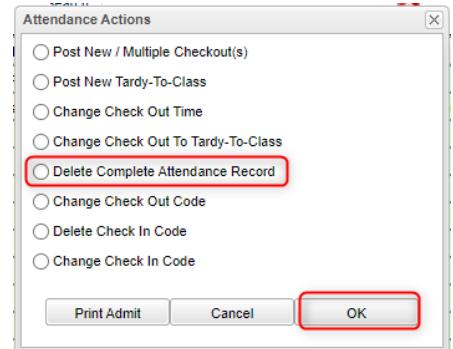 Attendance Actions
Post New / Multiple Checkout(s)
Post New Tardy-To-Class
Change Check Out Time
Change Check Out To Tardy-To-Class
Delete Complete Attendance Record
Change Check Out Code
Delete Check In Code
Change Check In Code
Print Admit
Cancel
OK